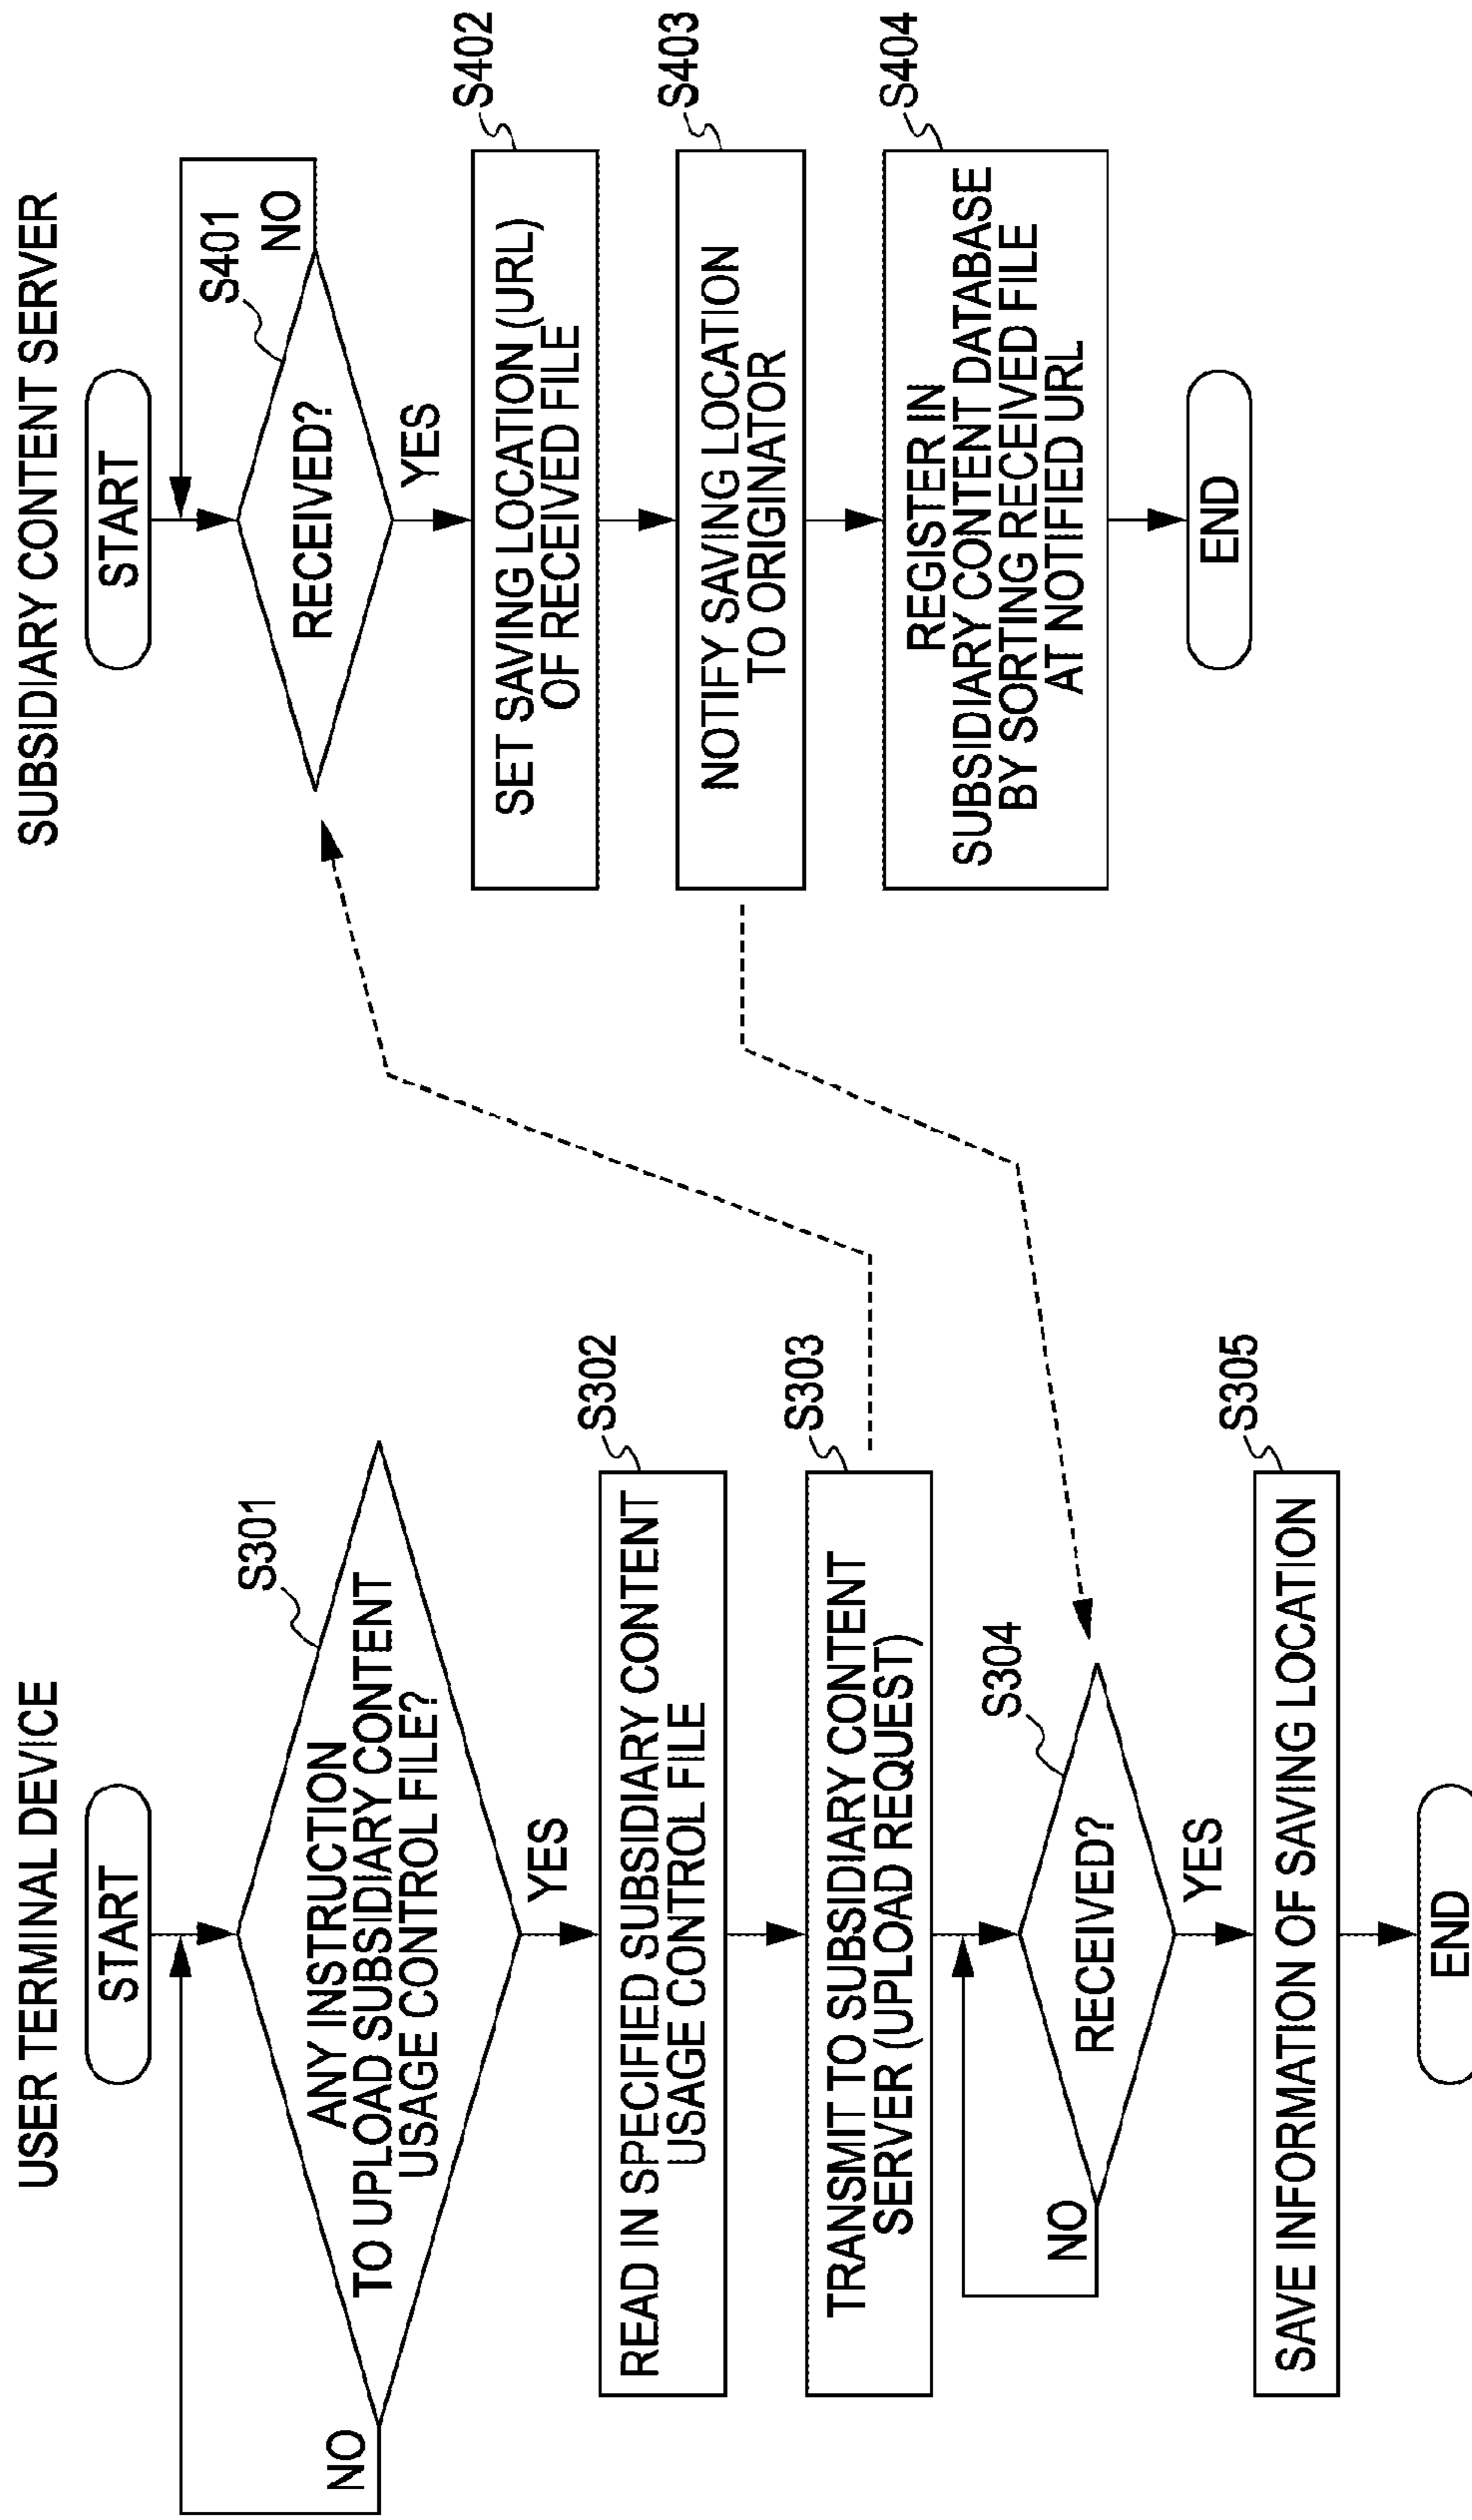 USER TERMINAL DEVICE
START
S301
ANY INSTRUCTION
TO UPLOAD SUBSIDIARY CONTENT
USAGE CONTROL FILE?
NO
YES
S302
READ IN SPECIFIED SUBSIDIARY CONTENT
USAGE CONTROL FILE
S303
TRANSMIT TO SUBSIDIARY CONTENT
SERVER (UPLOAD REQUEST)
S304
RECEIVED?
NO
YES
S305
SAVE INFORMATION OF SAVING LOCATION
END
SUBSIDIARY CONTENT SERVER
START
S401
NO
RECEIVED?
YES
S402
SET SAVING LOCATION (URL)
OF RECEIVED FILE
S403
NOTIFY SAVING LOCATION
TO ORIGINATOR
S404
REGISTER IN
SUBSIDIARY CONTENT DATABASE
BY SORTING RECEIVED FILE
AT NOTIFIED URL
END